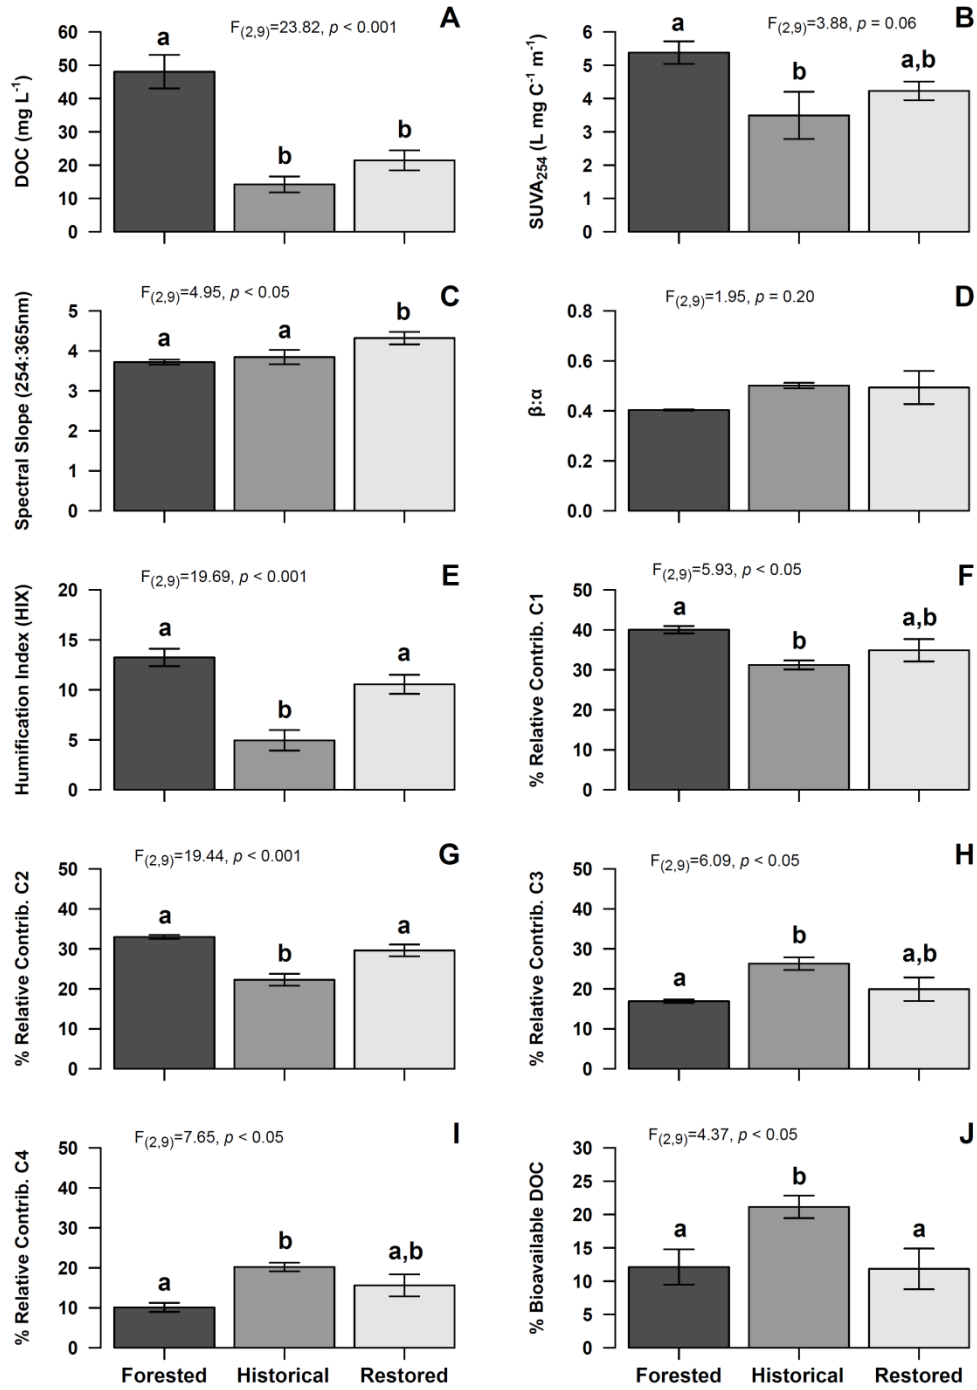 A
F(2,9)=23.82, p < 0.001
DOC (mg L-1)
60
50
40
30
20
10
0
a
b
b
B
F(2,9)=3.88, p = 0.06
SUVA254 (L mg C-1 m-1)
6
5
4
3
2
1
0
a
b
a,b
C
F(2,9)=4.95, p < 0.05
Spectral Slope (254:365nm)
5
4
3
2
1
0
a
a
b
D
F(2,9)=1.95, p = 0.20
β:α
0.8
0.6
0.4
0.2
0.0
E
F(2,9)=19.69, p < 0.001
Humification Index (HIX)
20
15
10
5
0
a
b
a
F
F(2,9)=5.93, p < 0.05
% Relative Contrib. C1
50
40
30
20
10
0
a
b
a,b
G
F(2,9)=19.44, p < 0.001
% Relative Contrib. C2
50
40
30
20
10
0
a
b
a
H
F(2,9)=6.09, p < 0.05
% Relative Contrib. C3
50
40
30
20
10
0
a
b
a,b
I
F(2,9)=7.65, p < 0.05
% Relative Contrib. C4
50
40
30
20
10
0
a
b
a,b
Forested Historical Restored
J
F(2,9)=4.37, p < 0.05
% Bioavailable DOC
30
25
20
15
10
5
0
a
b
a
Forested Historical Restored